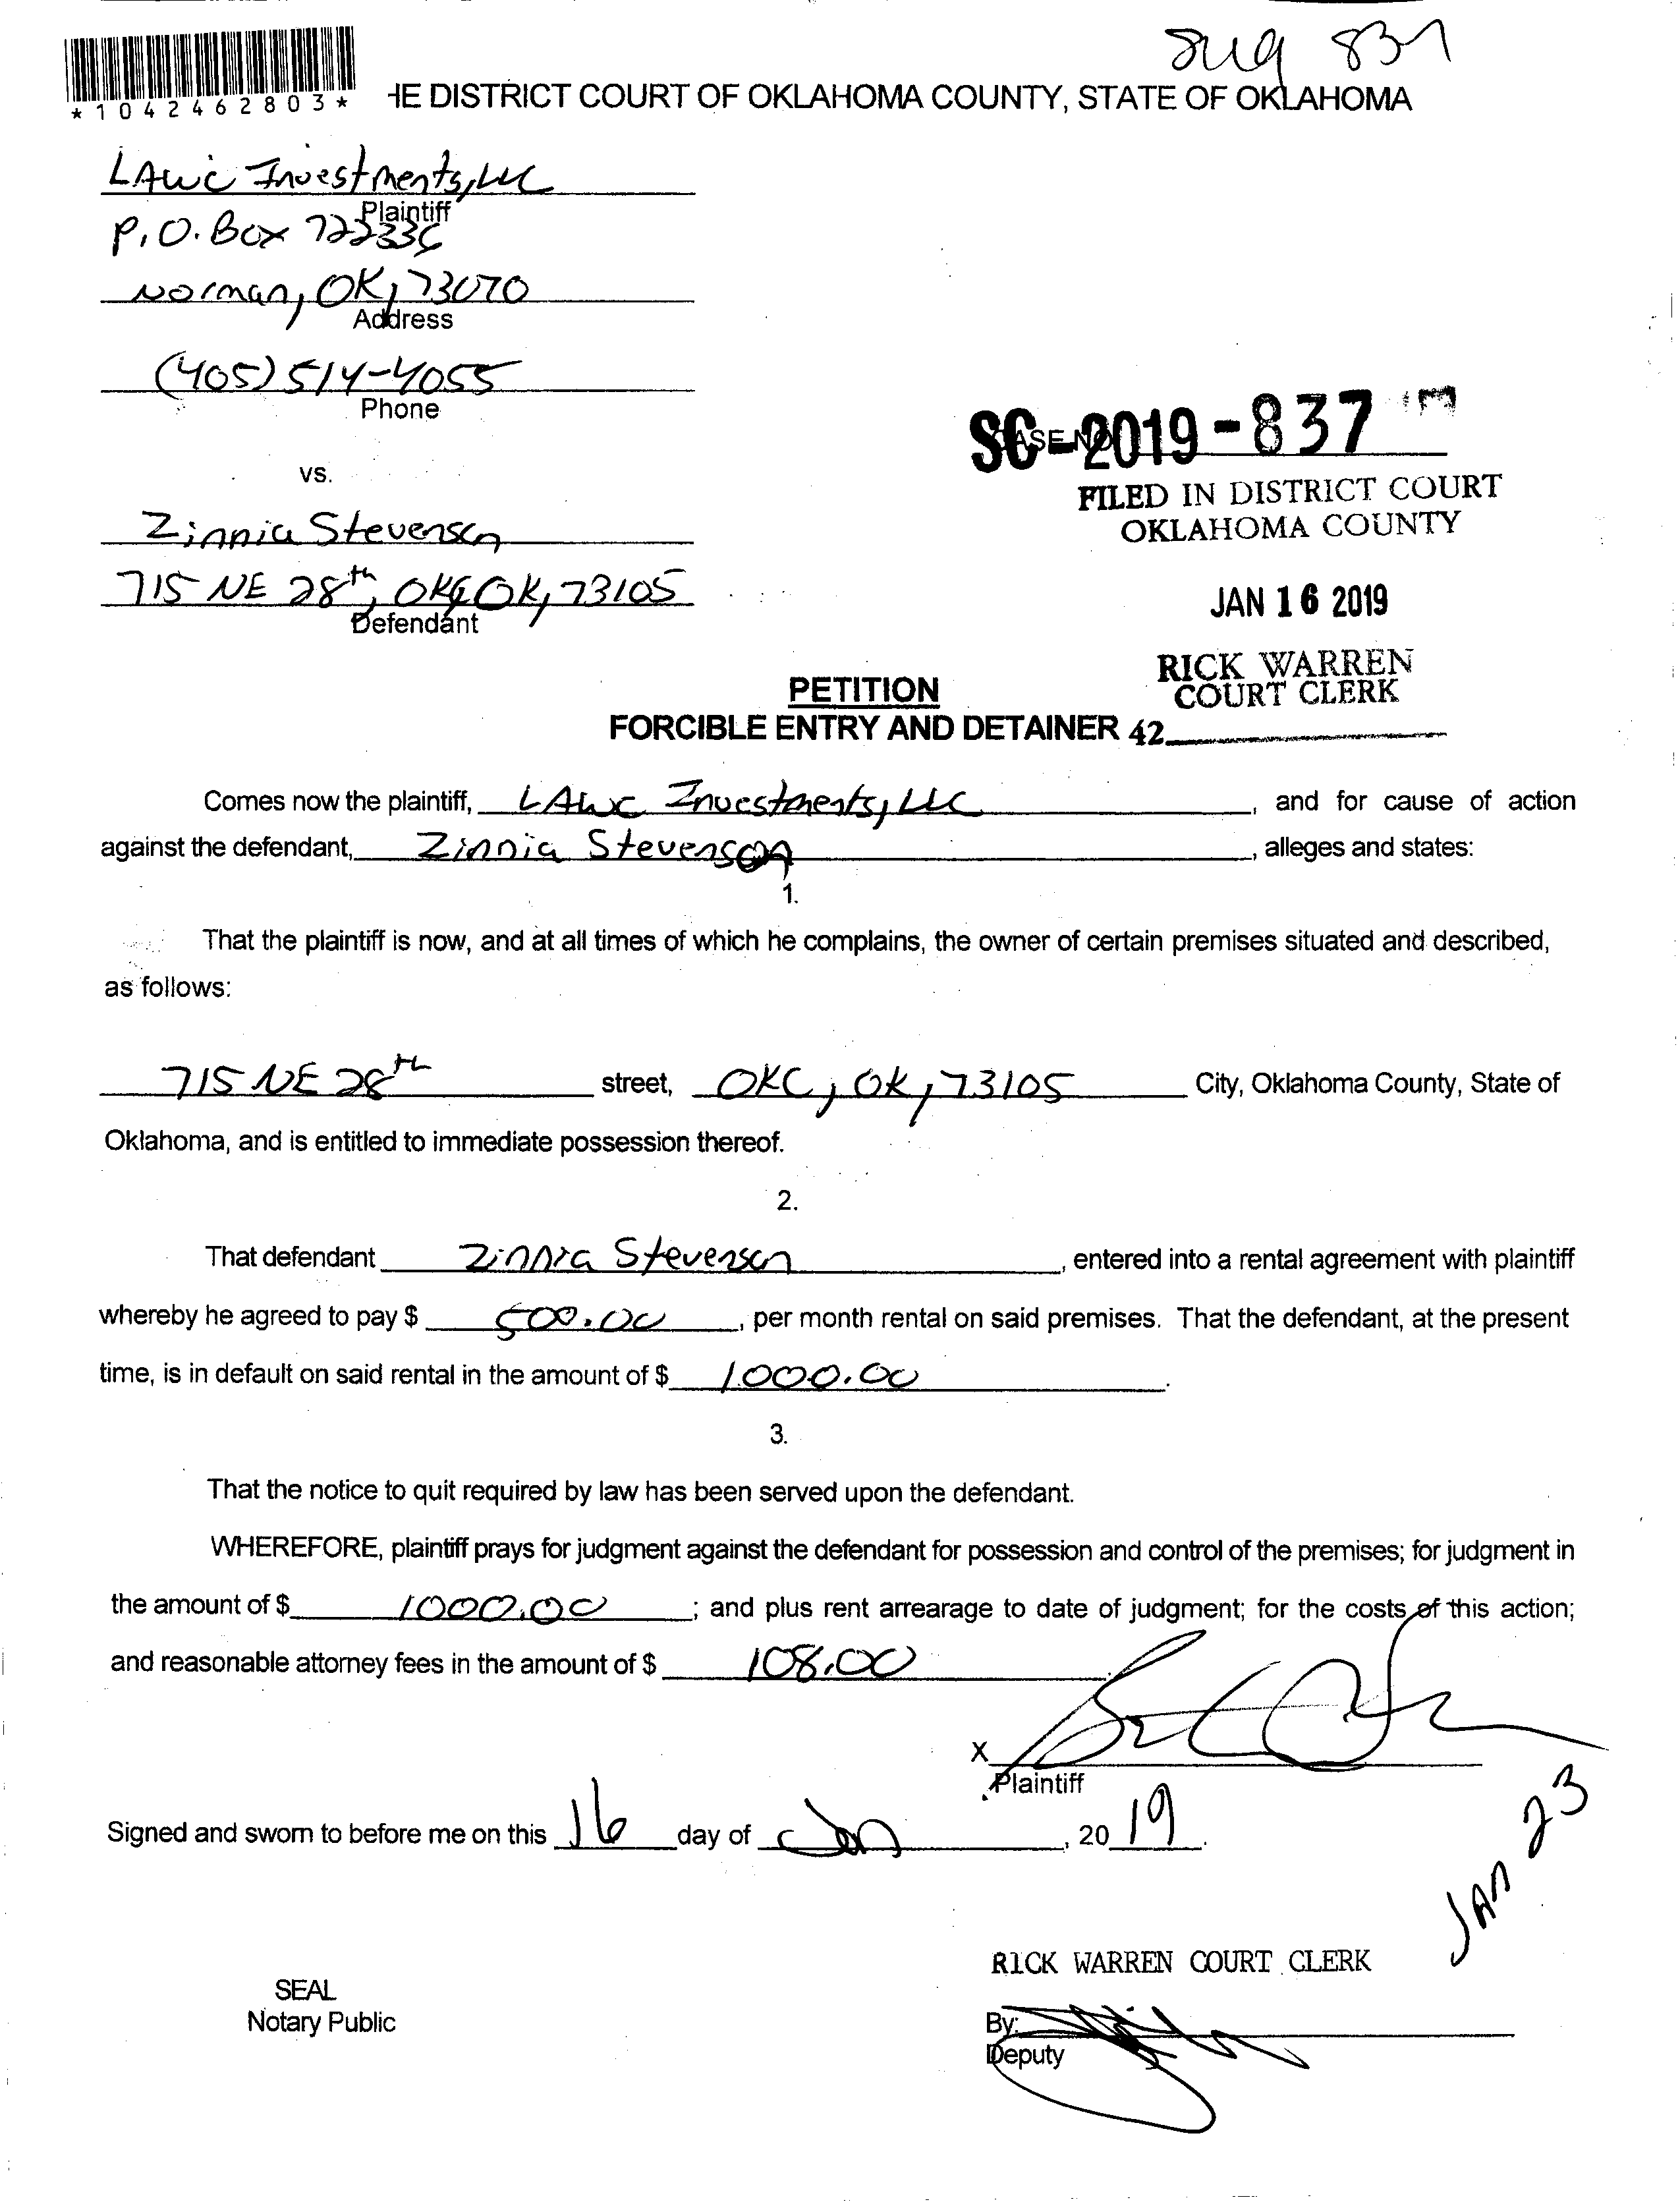 *1042462803*
HE DISTRICT COURT OF OKLAHOMA COUNTY, STATE OF OKLAHOMA
LAWC Investments, LLC
Plaintiff
P.O. Box 722336
Norman, OK, 73070
Address
(405) 514-4055
Phone
SC-2019-837
CASE NO
vs.
FILED IN DISTRICT COURT
OKLAHOMA COUNTY
Zinnia Stevenson
715 NE 28th, OKC, OK, 73105
Defendant
JAN 16 2019
RICK WARREN
COURT CLERK
PETITION
FORCIBLE ENTRY AND DETAINER 42
Comes now the plaintiff, LAWC Investments, LLC, and for cause of action
against the defendant, Zinnia Stevenson, alleges and states:
1.
That the plaintiff is now, and at all times of which he complains, the owner of certain premises situated and described,
as follows:
715 NE 28th street, OKC, OK, 73105 City, Oklahoma County, State of
Oklahoma, and is entitled to immediate possession thereof.
2.
That defendant Zinnia Stevenson, entered into a rental agreement with plaintiff
whereby he agreed to pay $ 500.00, per month rental on said premises. That the defendant, at the present
time, is in default on said rental in the amount of $ 1000.00.
3.
That the notice to quit required by law has been served upon the defendant.
WHEREFORE, plaintiff prays for judgment against the defendant for possession and control of the premises; for judgment in
the amount of $ 1000.00; and plus rent arrearage to date of judgment; for the costs of this action;
and reasonable attorney fees in the amount of $ 108.00.
X
Plaintiff
Signed and sworn to before me on this 16 day of Jan, 20 19.
JAN 23
RICK WARREN COURT CLERK
SEAL
Notary Public
By:
Deputy